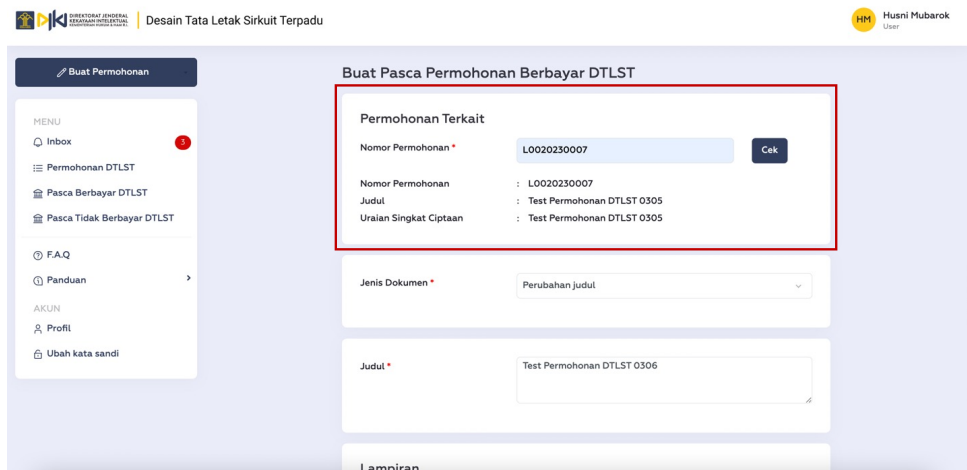 DIREKTORAT JENDERAL
KEKAYAAN INTELEKTUAL
KEMENTERIAN HUKUM & HAM R.I.
Desain Tata Letak Sirkuit Terpadu
HM
Husni Mubarok
User
Buat Permohonan
MENU
Inbox 3
Permohonan DTLST
Pasca Berbayar DTLST
Pasca Tidak Berbayar DTLST
F.A.Q
Panduan
AKUN
Profil
Ubah kata sandi
Buat Pasca Permohonan Berbayar DTLST
Permohonan Terkait
Nomor Permohonan * L0020230007 Cek
Nomor Permohonan : L0020230007
Judul : Test Permohonan DTLST 0305
Uraian Singkat Ciptaan : Test Permohonan DTLST 0305
Jenis Dokumen * Perubahan judul
Judul * Test Permohonan DTLST 0306
Lampiran